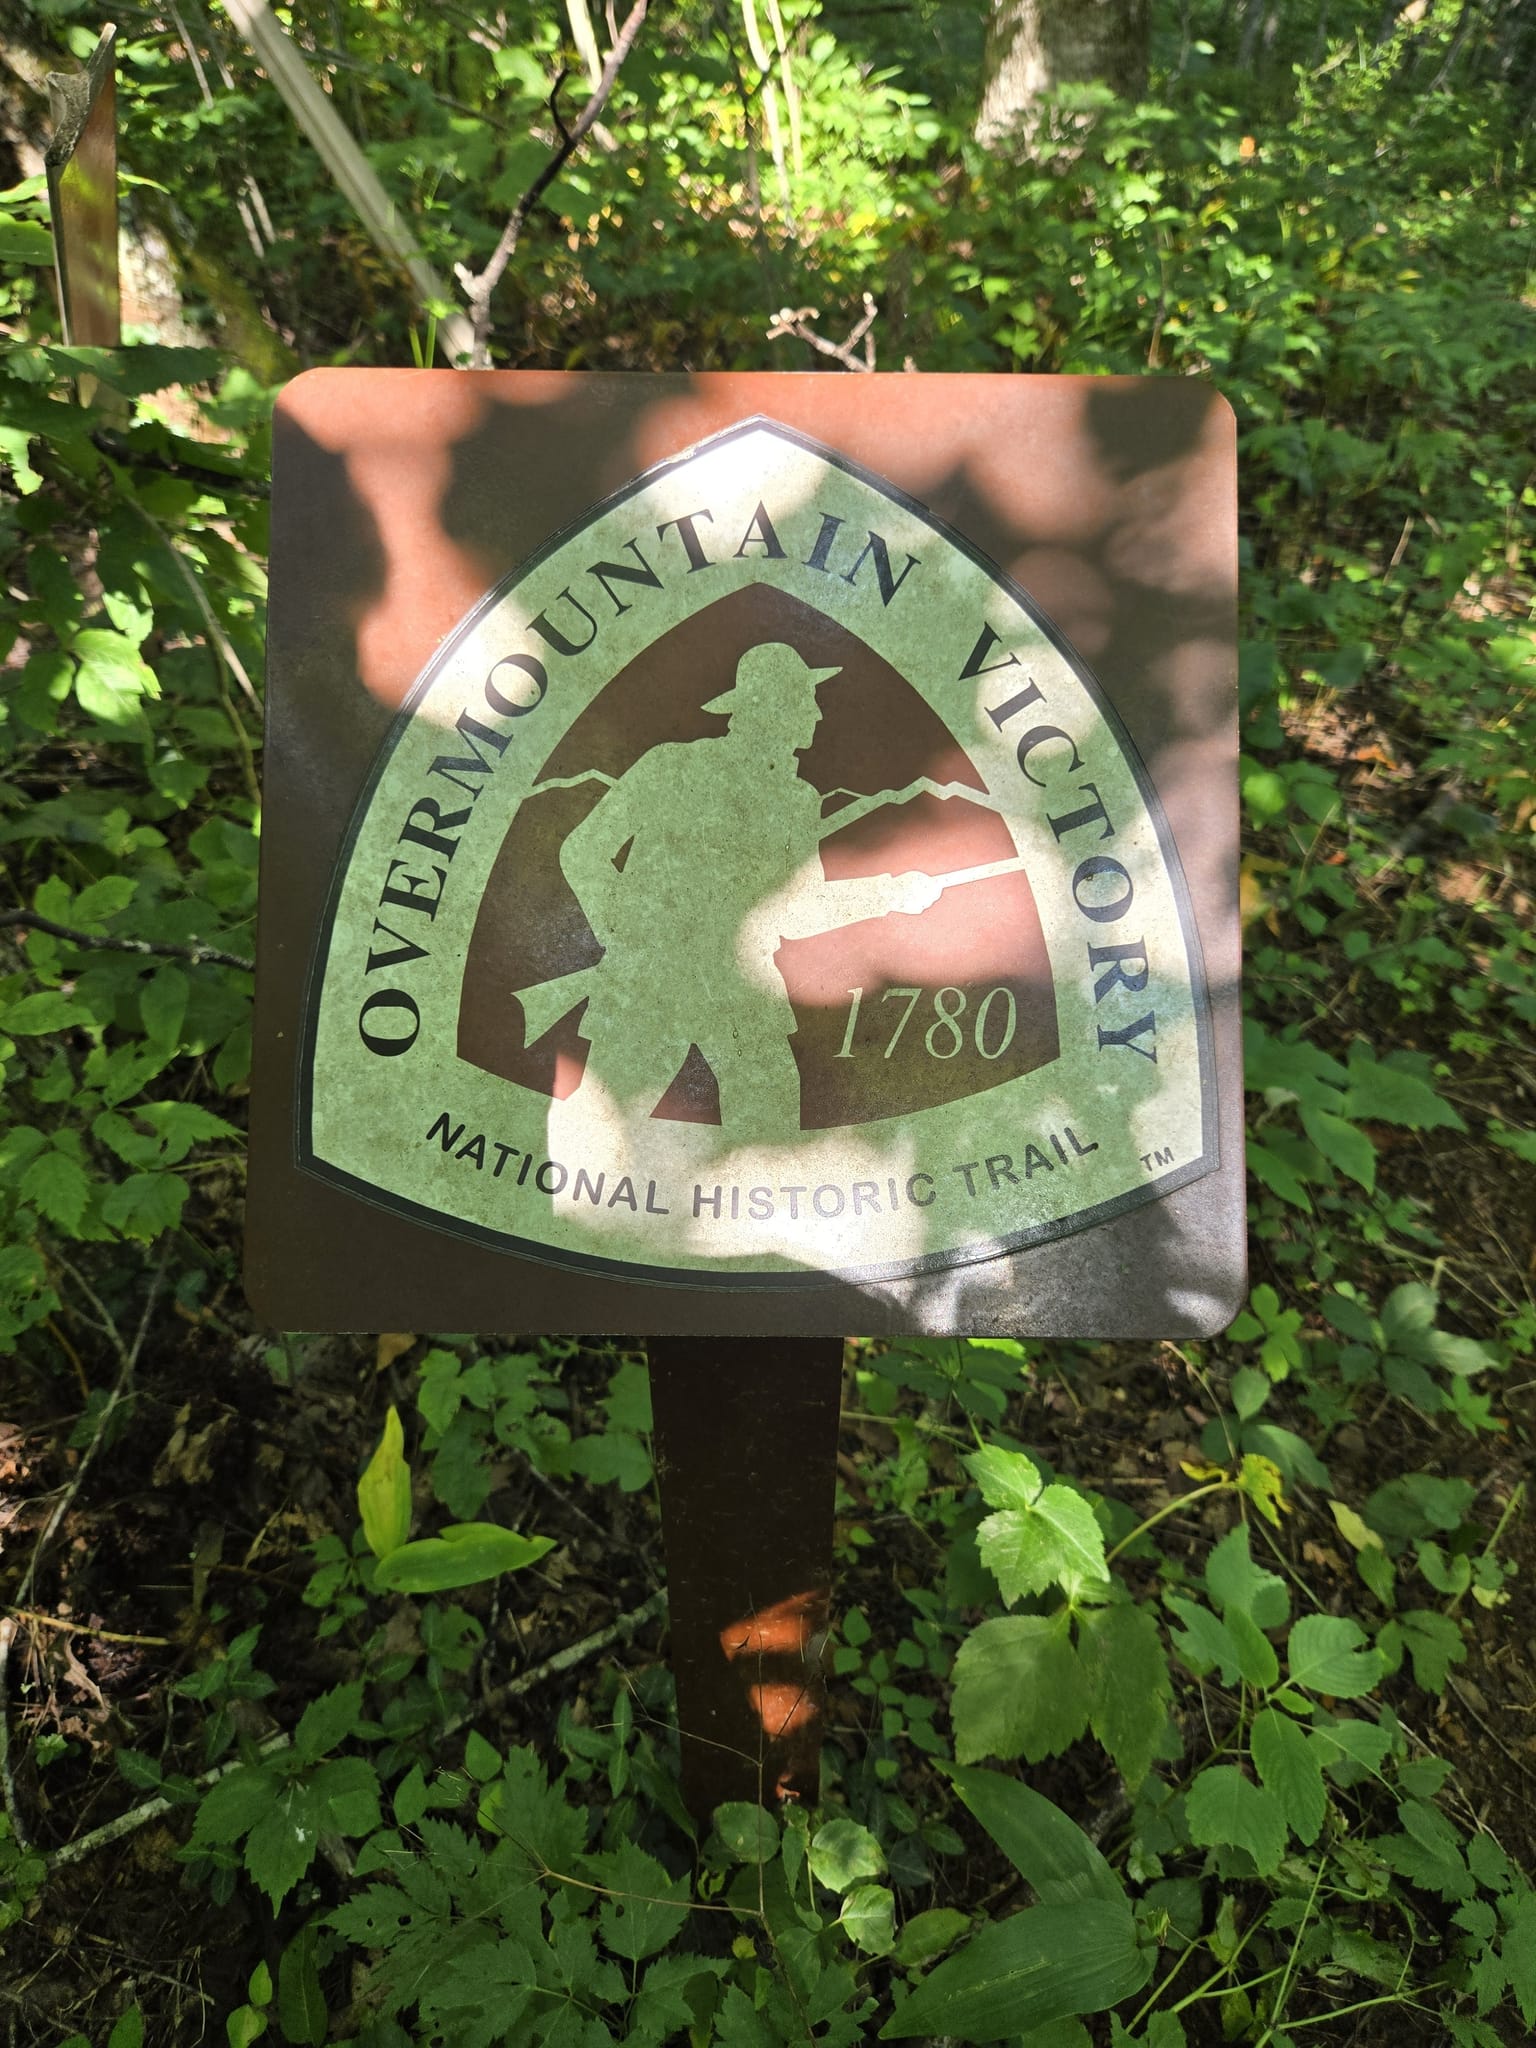 OVERMOUNTAIN VICTORY
1780
NATIONAL HISTORIC TRAIL TM